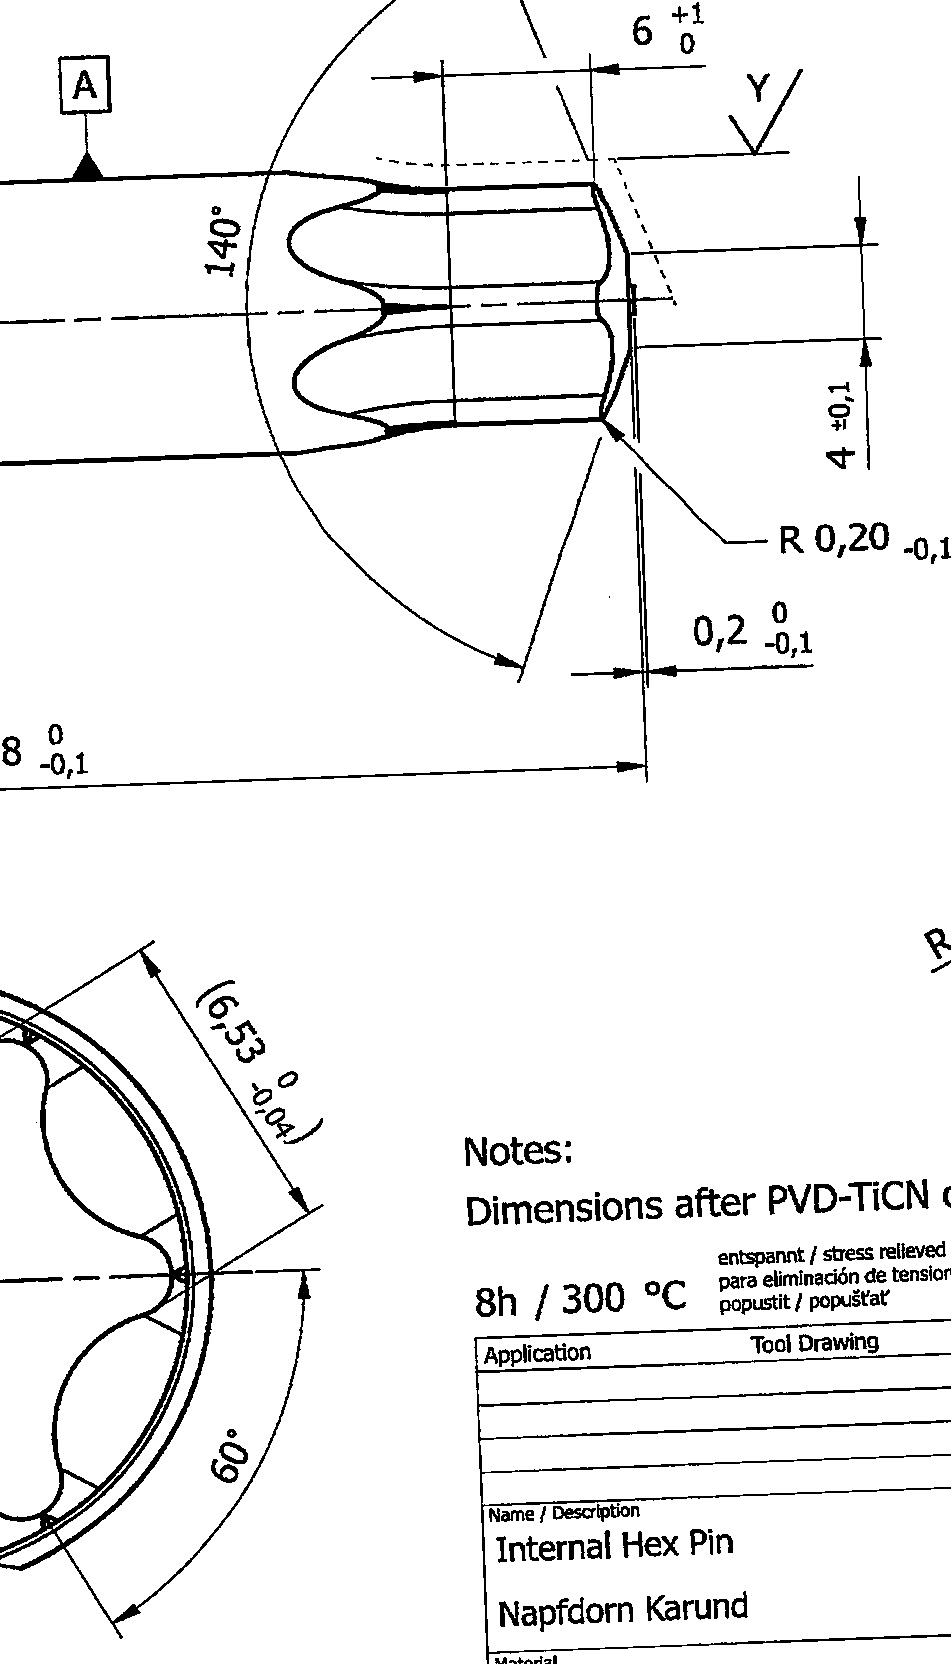 6 +1 0
A
Y
140°
4 ±0,1
R 0,20 -0,1
0,2 0 -0,1
8 0 -0,1
R
(6,53 0 -0,04)
Notes:
Dimensions after PVD-TiCN
8h / 300 °C
entspannt / stress relieved
para eliminación de tension
popustit / popušťať
Application Tool Drawing
60°
Name / Description
Internal Hex Pin
Napfdorn Karund
Material